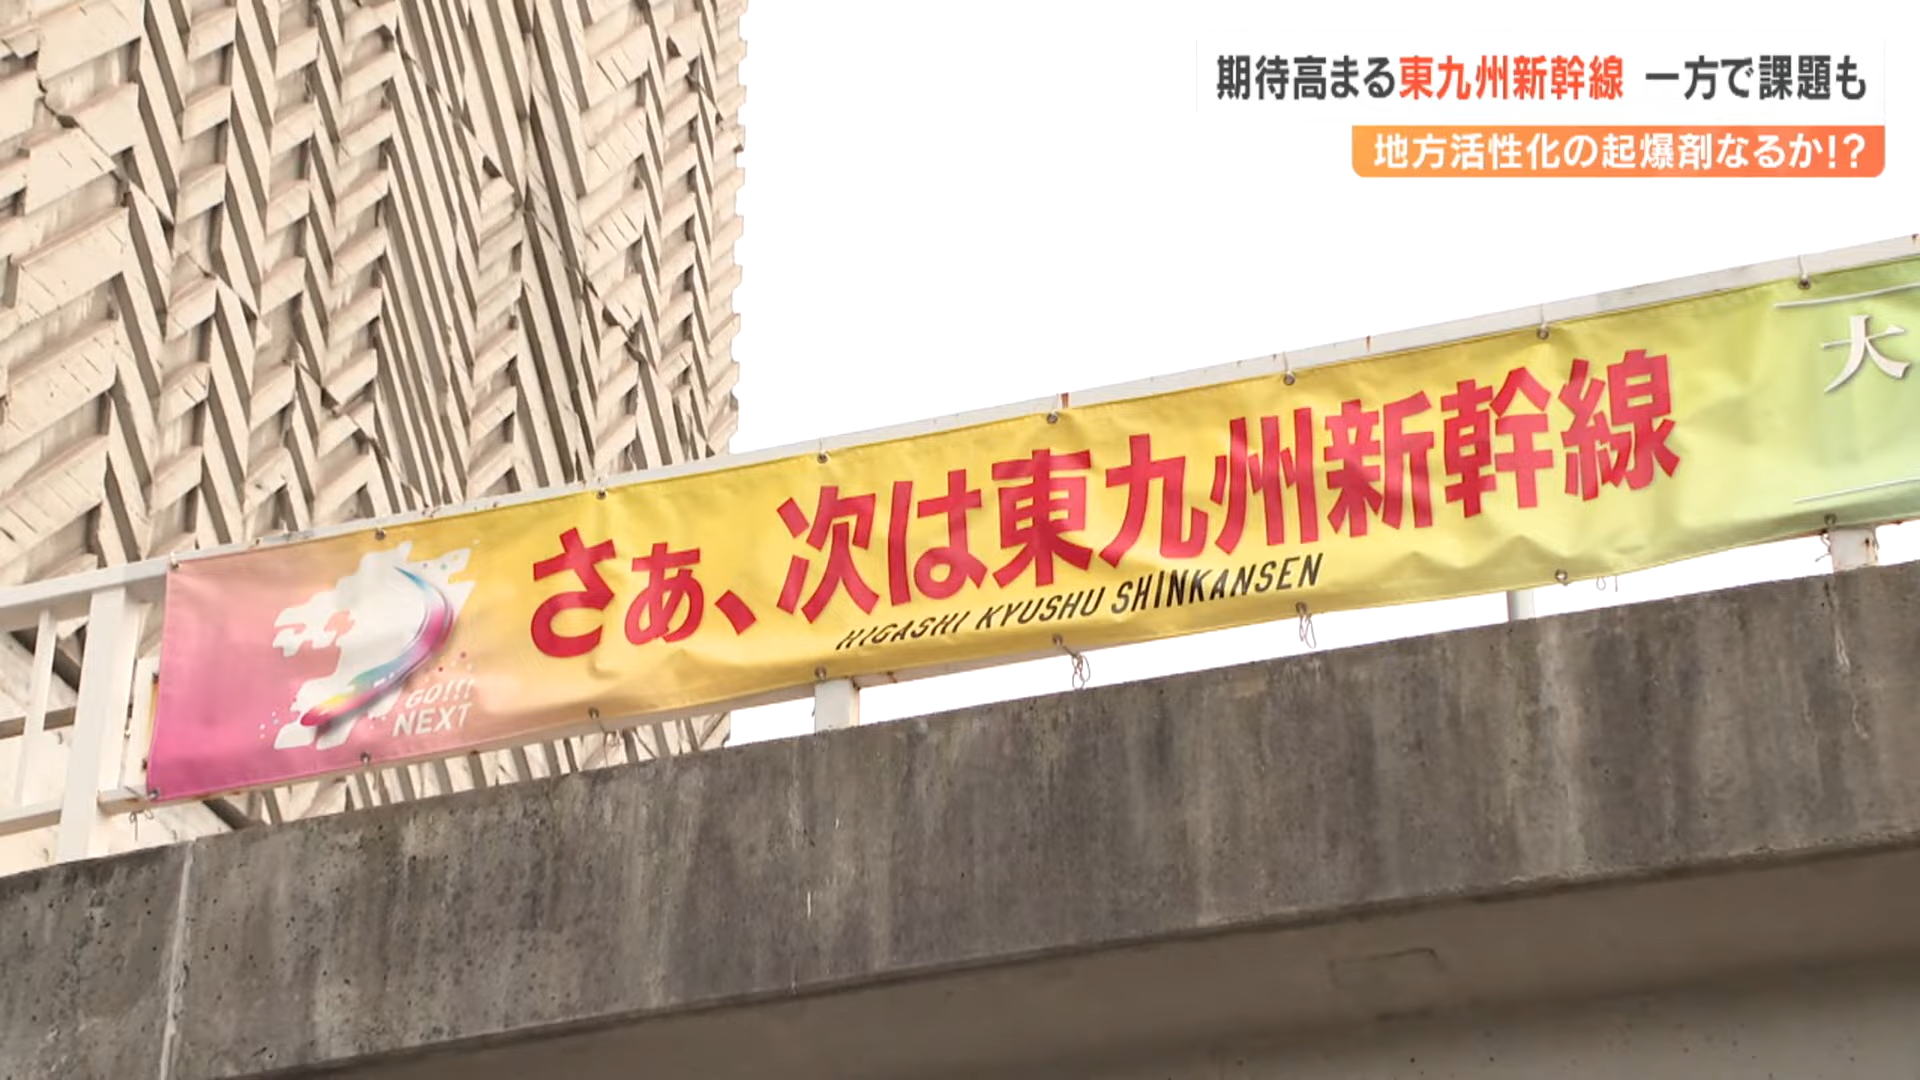 期待高まる東九州新幹線 一方で課題も
地方活性化の起爆剤なるか!?
大
さぁ、次は東九州新幹線
HIGASHI KYUSHU SHINKANSEN
GO!!!
NEXT